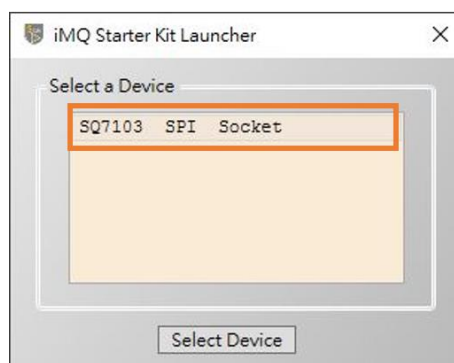 iMQ Starter Kit Launcher
Select a Device
SQ7103 SPI Socket
Select Device